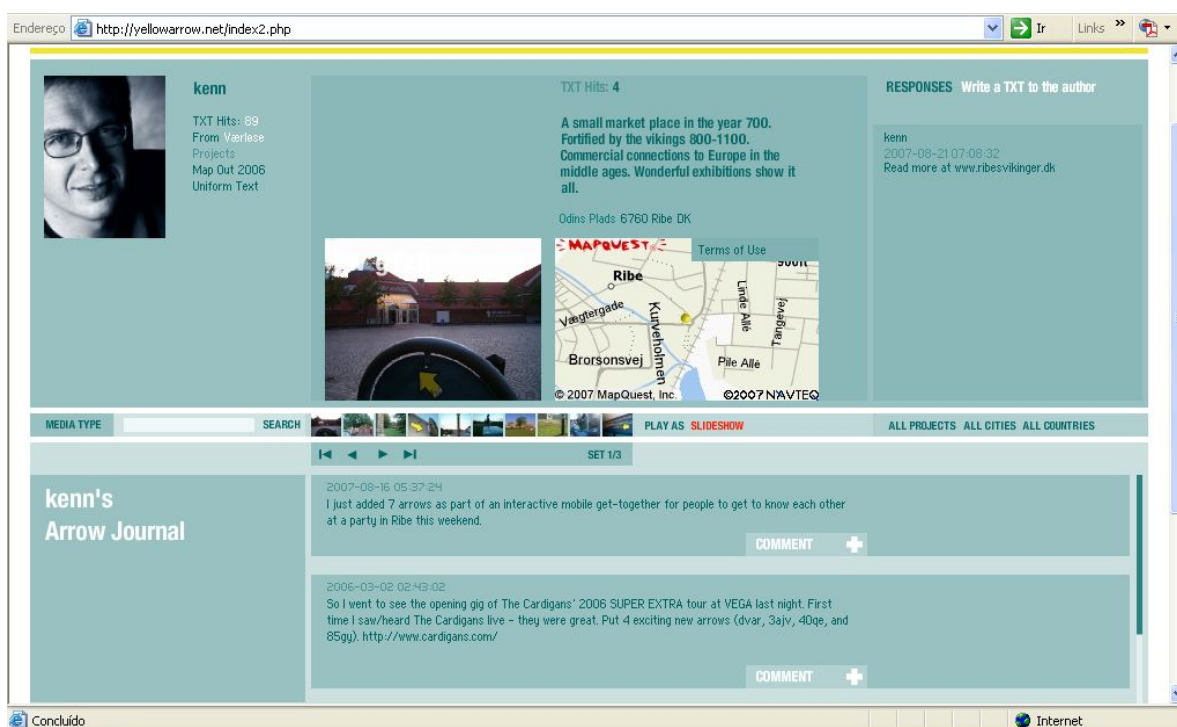 Endereço http://yellowarrow.net/index2.php Ir Links »
kenn
TXT Hits: 89
From Værløse
Projects
Map Out 2006
Uniform Text
TXT Hits: 4
A small market place in the year 700.
Fortified by the vikings 800-1100.
Commercial connections to Europe in the
middle ages. Wonderful exhibitions show it
all.
Odins Plads 6760 Ribe DK
MAPQUEST
Terms of Use
900ft
Ribe
Vægtergade
Kurveholmen
Linde Allé
Tangevej
Brorsonsvej
Pile Allé
© 2007 MapQuest, Inc. ©2007 NAVTEQ
RESPONSES Write a TXT to the author
kenn
2007-08-21 07:08:32
Read more at www.ribesvikinger.dk
MEDIA TYPE SEARCH PLAY AS SLIDESHOW ALL PROJECTS ALL CITIES ALL COUNTRIES
SET 1/3
kenn's
Arrow Journal
2007-08-16 05:37:24
I just added 7 arrows as part of an interactive mobile get-together for people to get to know each other
at a party in Ribe this weekend.
COMMENT
2006-03-02 02:43:02
So I went to see the opening gig of The Cardigans' 2006 SUPER EXTRA tour at VEGA last night. First
time I saw/heard The Cardigans live - they were great. Put 4 exciting new arrows (dvar, 3ajv, 40qe, and
85gy). http://www.cardigans.com/
COMMENT
Concluído Internet